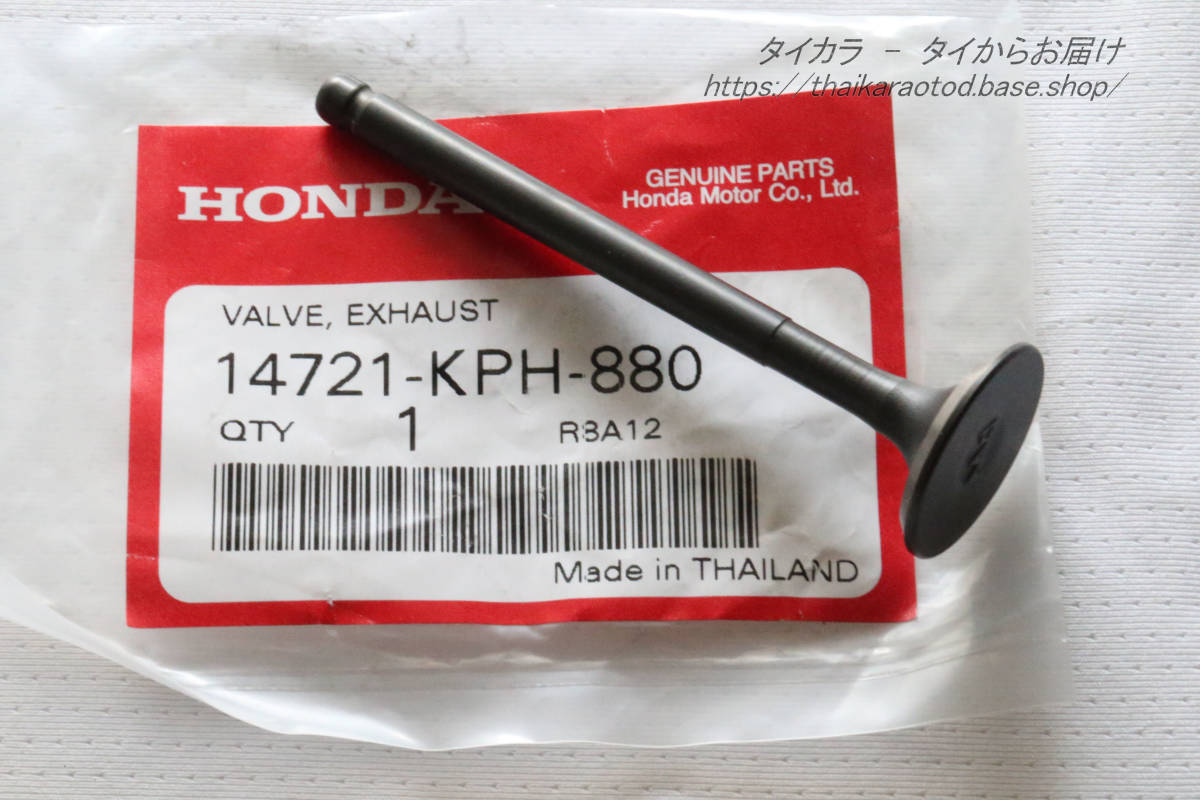 タイカラ - タイからお届け
https://thaikaraotod.base.shop/
HONDA
GENUINE PARTS
Honda Motor Co., Ltd.
VALVE, EXHAUST
14721-KPH-880
QTY 1 R8A12
Made in THAILAND